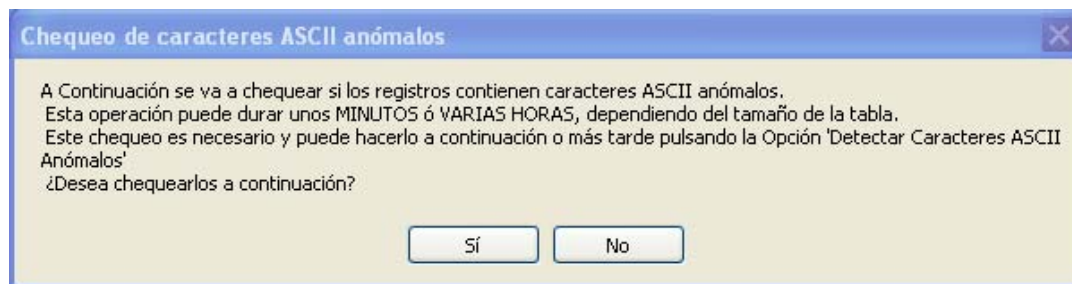 Chequeo de caracteres ASCII anómalos
A Continuación se va a chequear si los registros contienen caracteres ASCII anómalos.
Esta operación puede durar unos MINUTOS ó VARIAS HORAS, dependiendo del tamaño de la tabla.
Este chequeo es necesario y puede hacerlo a continuación o más tarde pulsando la Opción 'Detectar Caracteres ASCII
Anómalos'
¿Desea chequearlos a continuación?
Sí
No